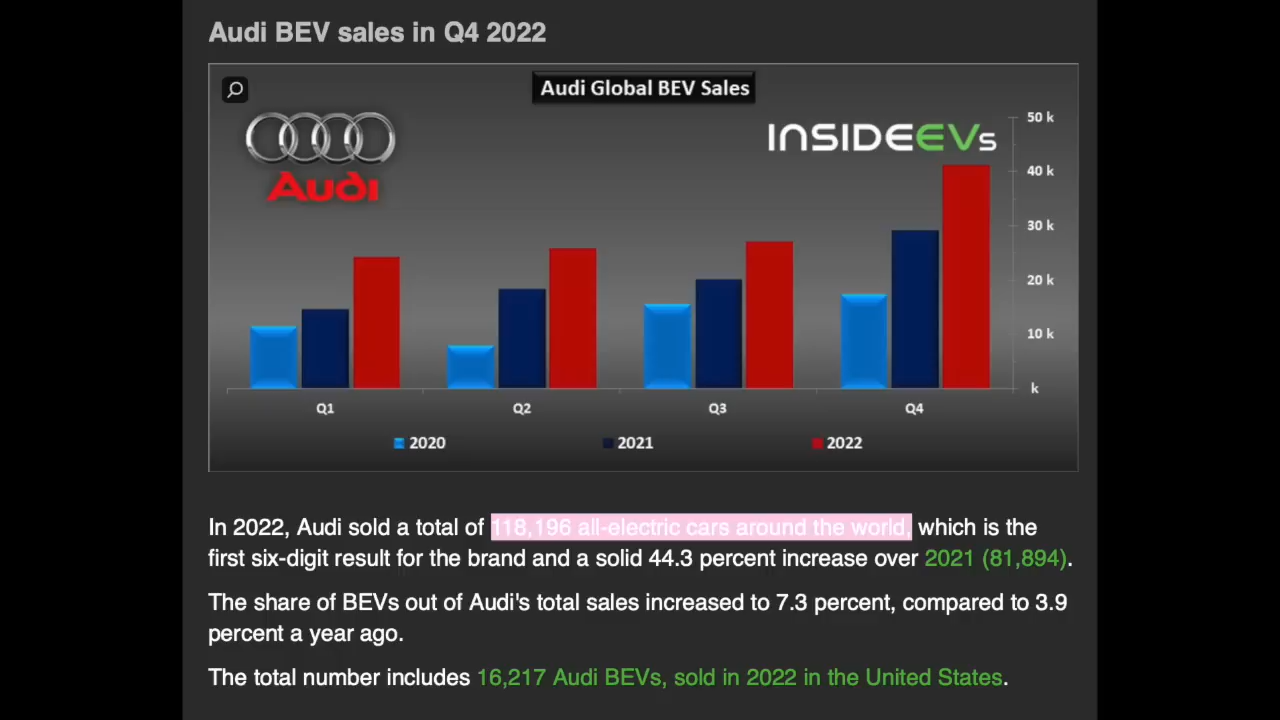 Audi BEV sales in Q4 2022
Audi Global BEV Sales
Audi
INSIDEEVs
50 k
40 k
30 k
20 k
10 k
k
Q1 Q2 Q3 Q4
2020 2021 2022
In 2022, Audi sold a total of 118,196 all-electric cars around the world, which is the
first six-digit result for the brand and a solid 44.3 percent increase over 2021 (81,894).
The share of BEVs out of Audi's total sales increased to 7.3 percent, compared to 3.9
percent a year ago.
The total number includes 16,217 Audi BEVs, sold in 2022 in the United States.